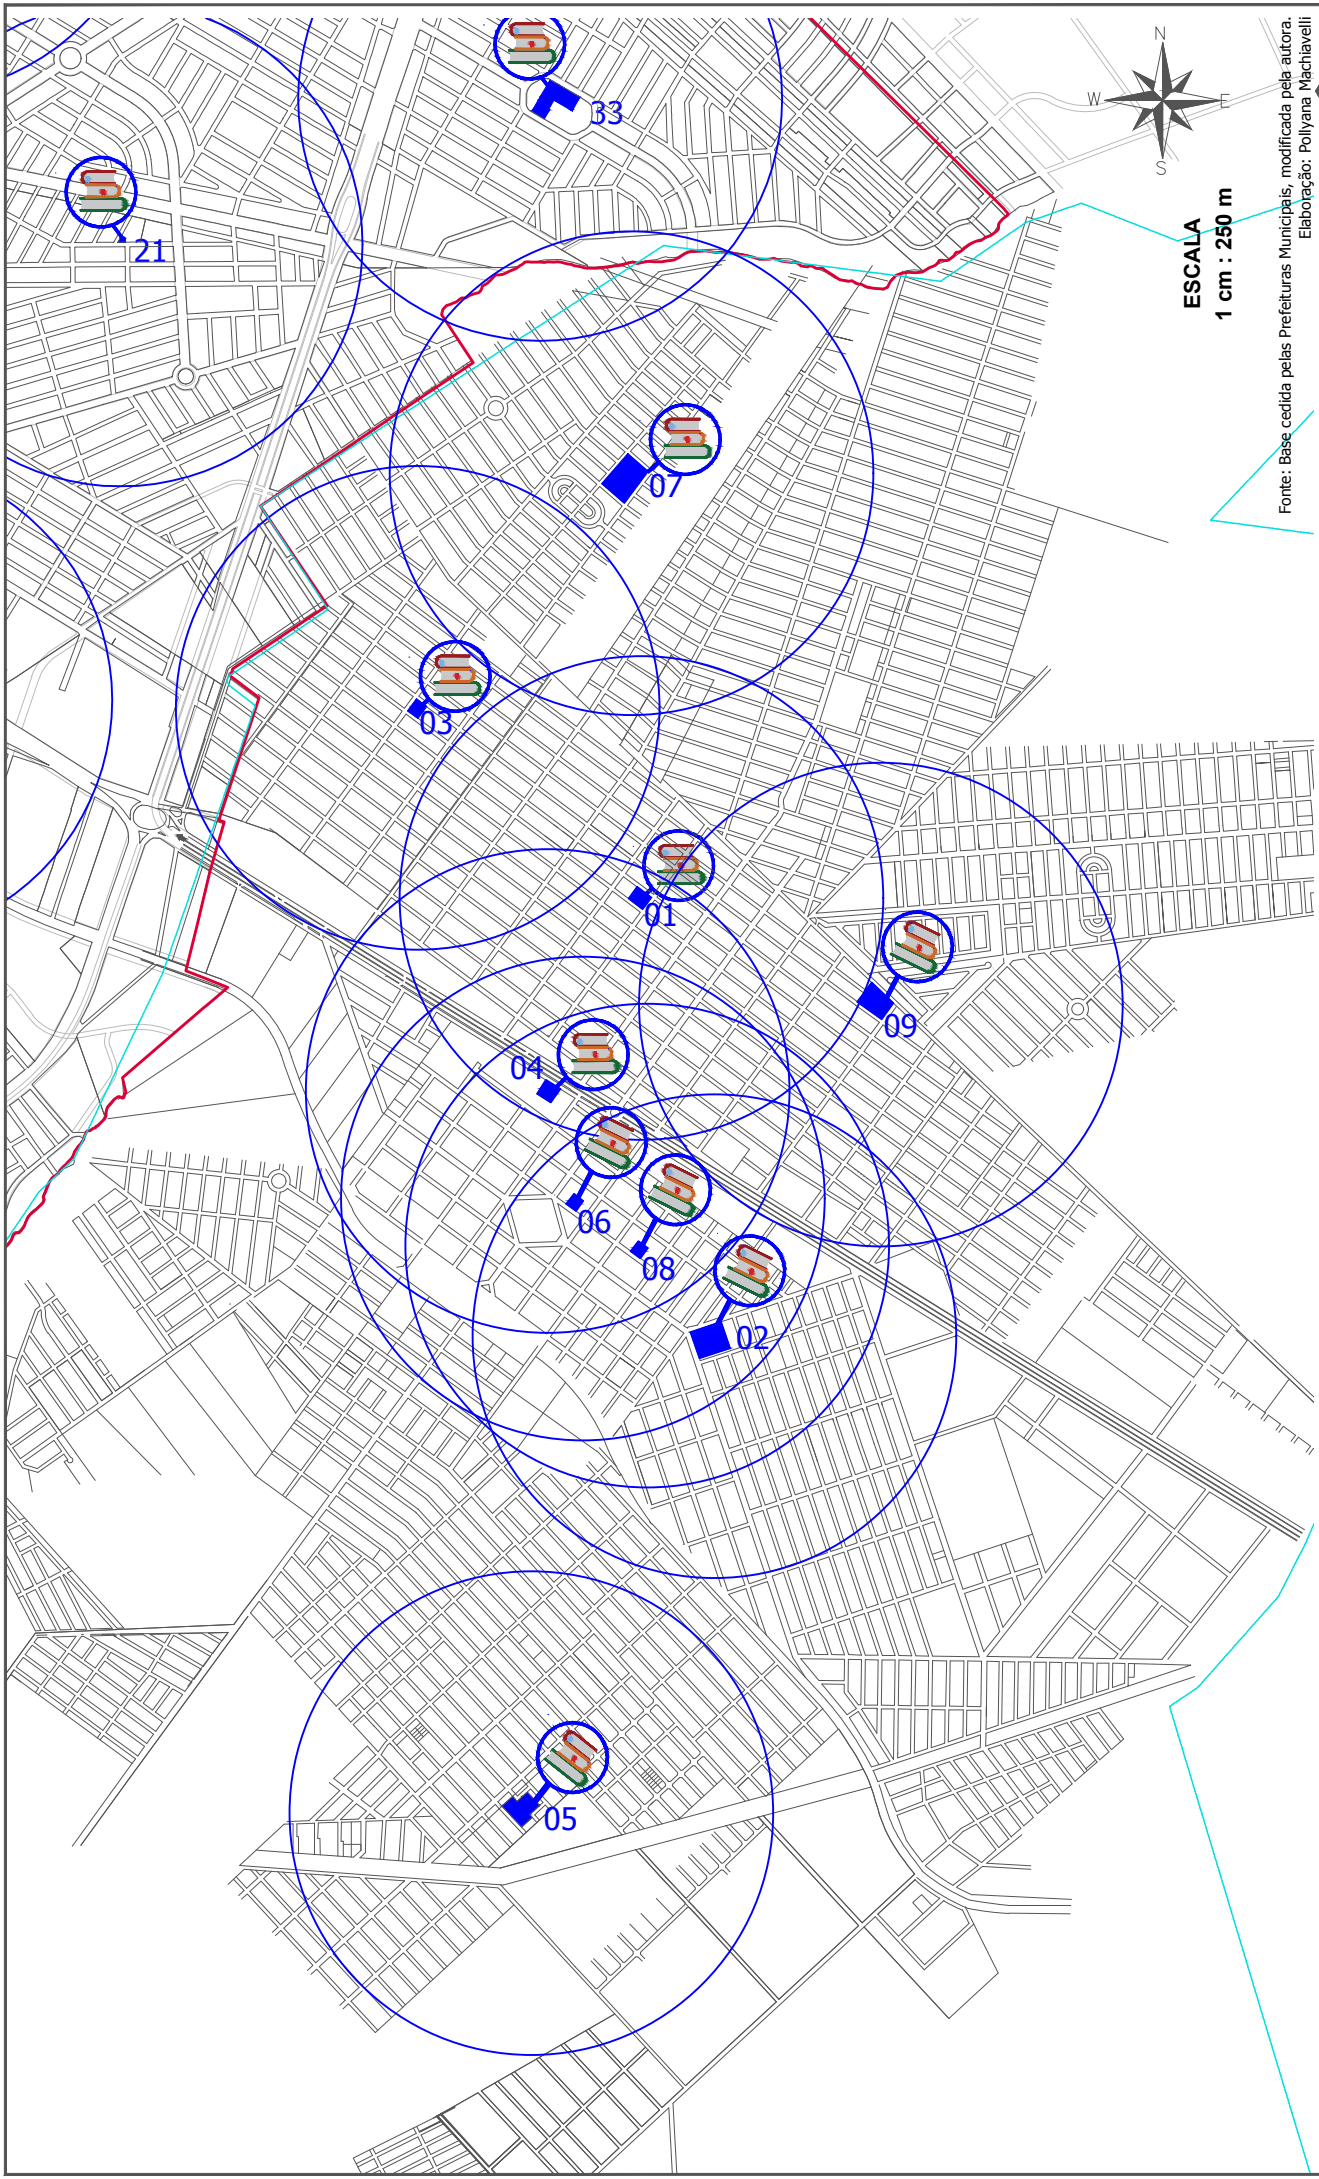 N
33
W
E
S
21
ESCALA
1 cm : 250 m
Fonte: Base cedida pelas Prefeituras Municipais, modificada pela autora.
Elaboração: Pollyana Machiavelli
07
03
01
09
04
06
08
02
05